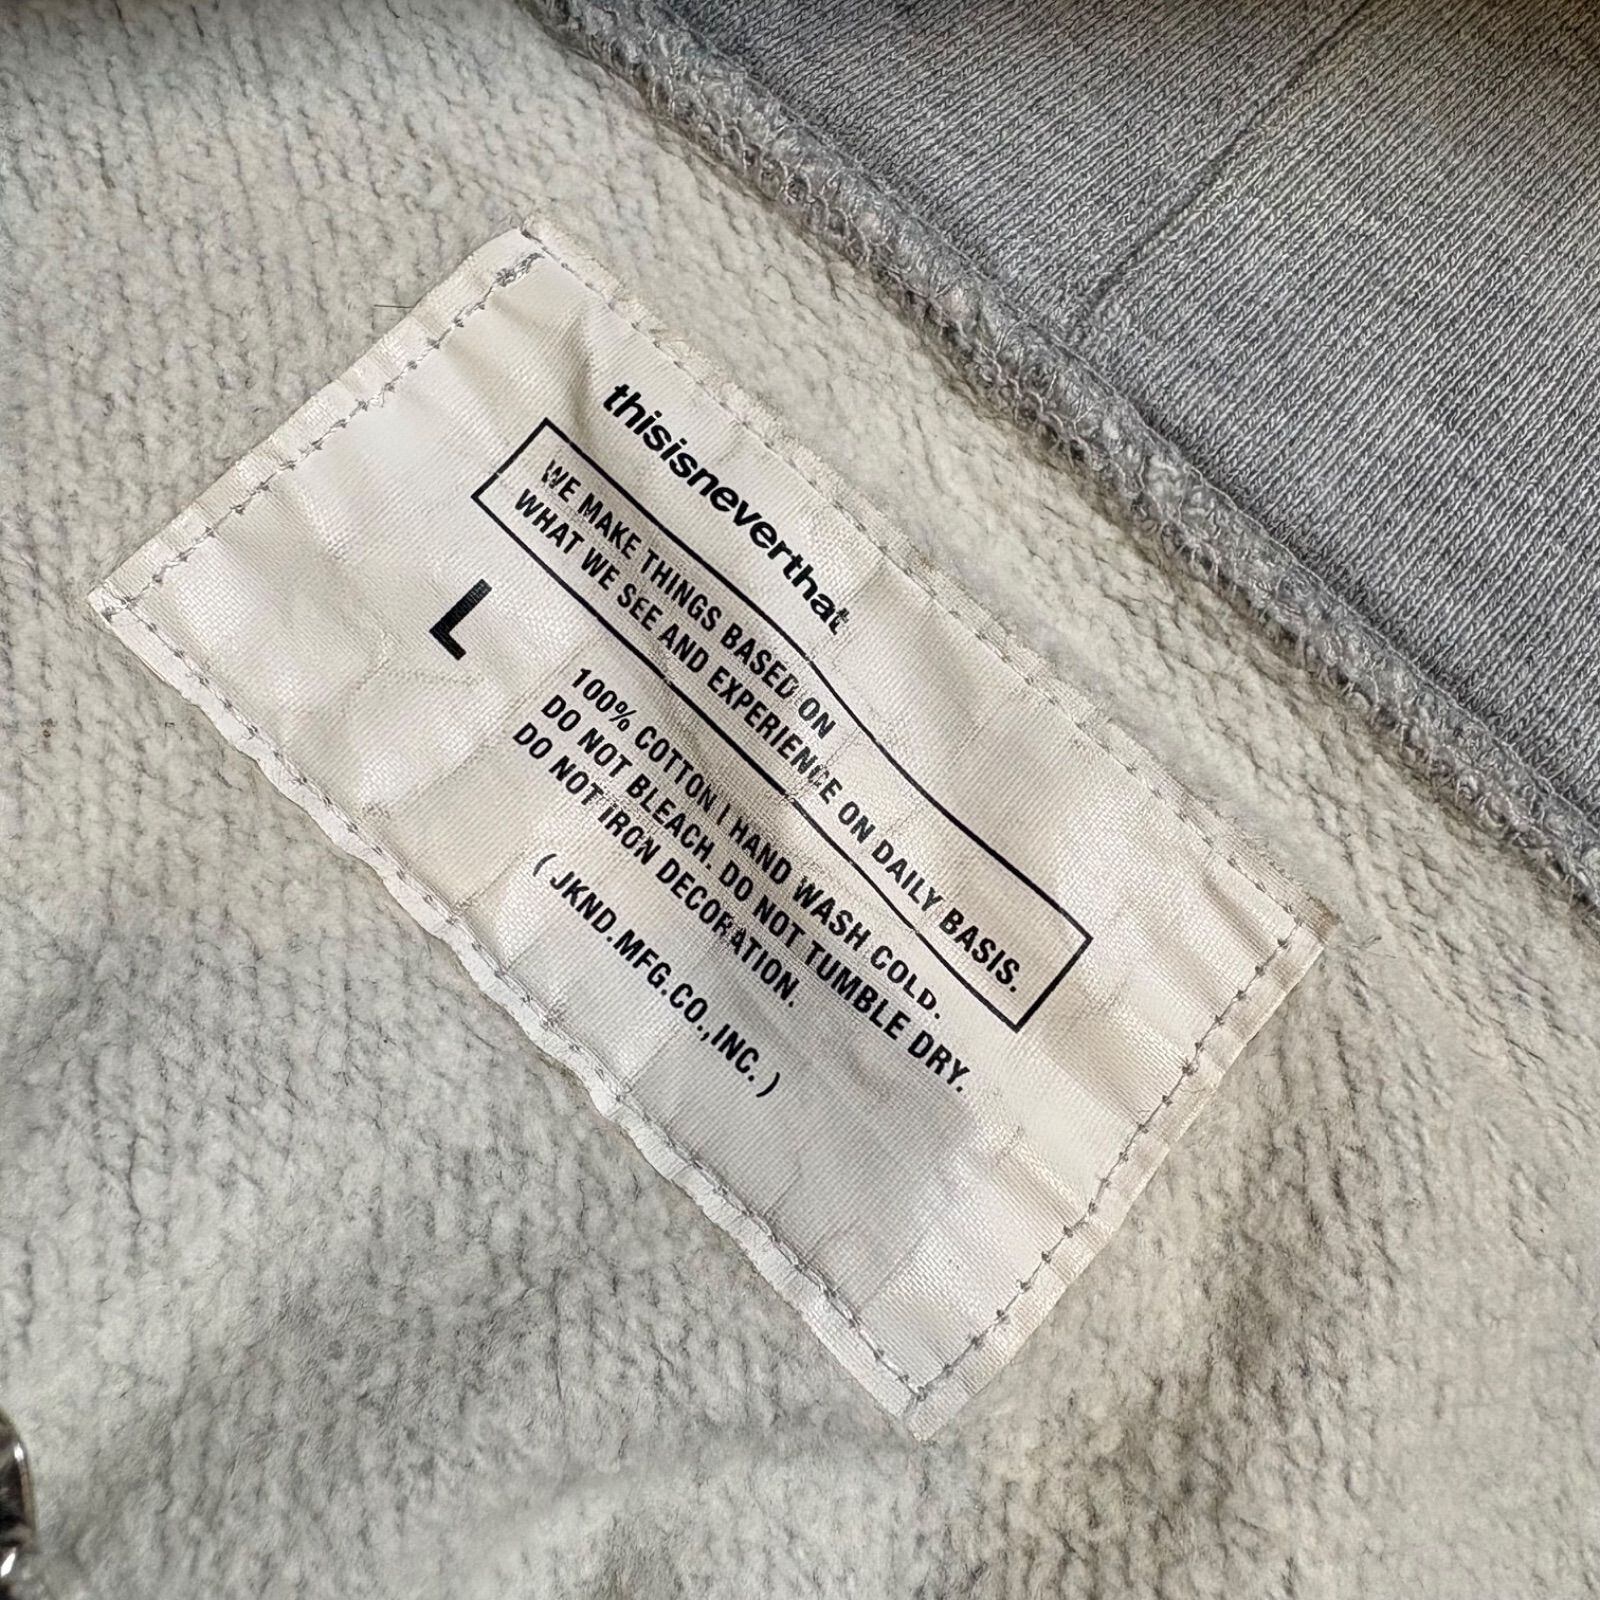 thisisneverthat
WE MAKE THINGS BASED ON
WHAT WE SEE AND EXPERIENCE ON DAILY BASIS.
L
100% COTTON I HAND WASH COLD.
DO NOT BLEACH. DO NOT TUMBLE DRY.
DO NOT IRON DECORATION.
( JKND.MFG.CO.,INC. )